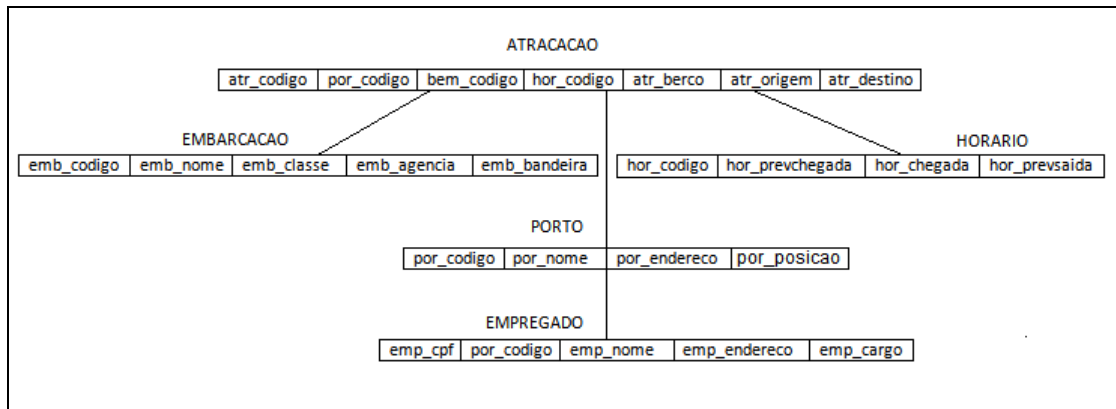 ATRACACAO
atr_codigo por_codigo bem_codigo hor_codigo atr_berco atr_origem atr_destino
EMBARCACAO
emb_codigo emb_nome emb_classe emb_agencia emb_bandeira
HORARIO
hor_codigo hor_prevchegada hor_chegada hor_prevsaida
PORTO
por_codigo por_nome por_endereco por_posicao
EMPREGADO
emp_cpf por_codigo emp_nome emp_endereco emp_cargo